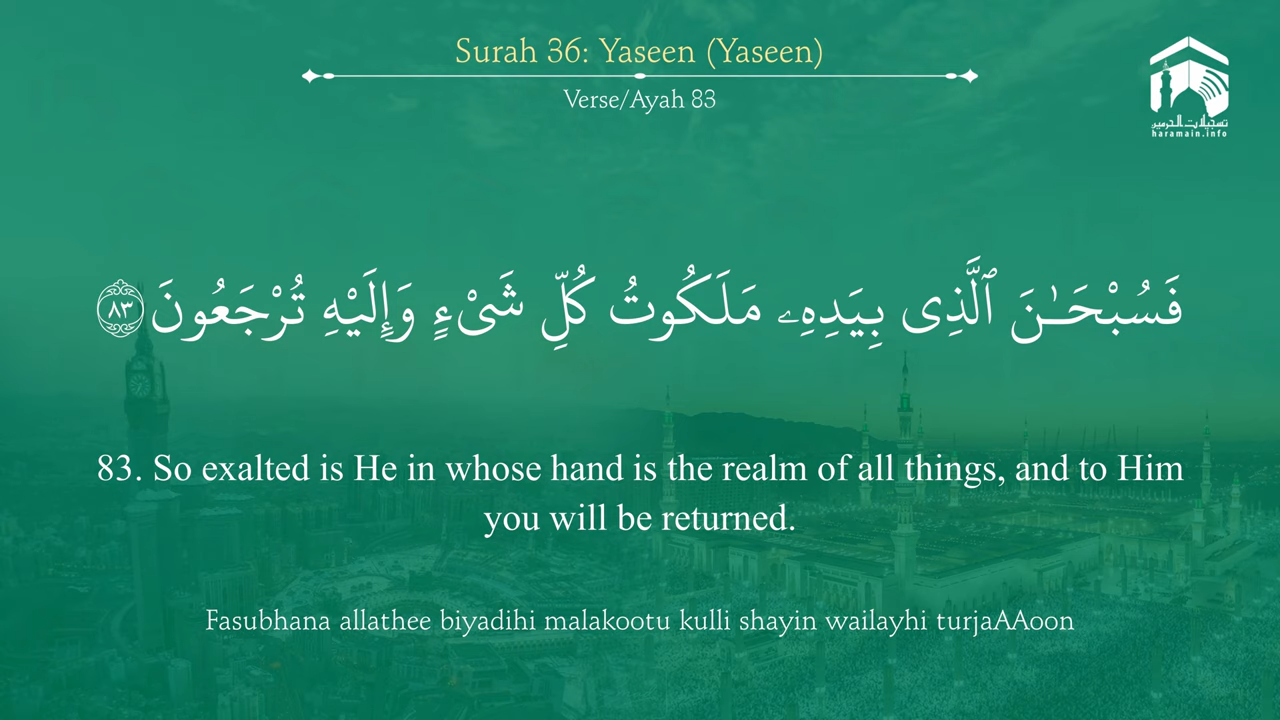 Surah 36: Yaseen (Yaseen)
Verse/Ayah 83
تسجيلات الحرمين
haramain.info
فَسُبْحَـٰنَ ٱلَّذِى بِيَدِهِۦ مَلَكُوتُ كُلِّ شَىْءٍ وَإِلَيْهِ تُرْجَعُونَ ٨٣
83. So exalted is He in whose hand is the realm of all things, and to Him
you will be returned.
Fasubhana allathee biyadihi malakootu kulli shayin wailayhi turjaAAoon